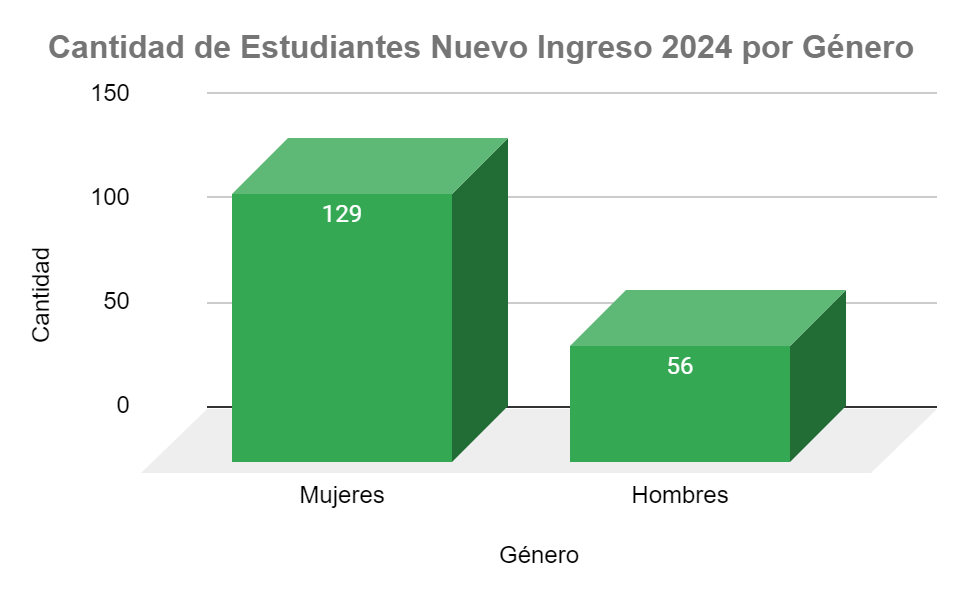 Cantidad de Estudiantes Nuevo Ingreso 2024 por Género
150
100
50
0
Cantidad
129
56
Mujeres
Hombres
Género